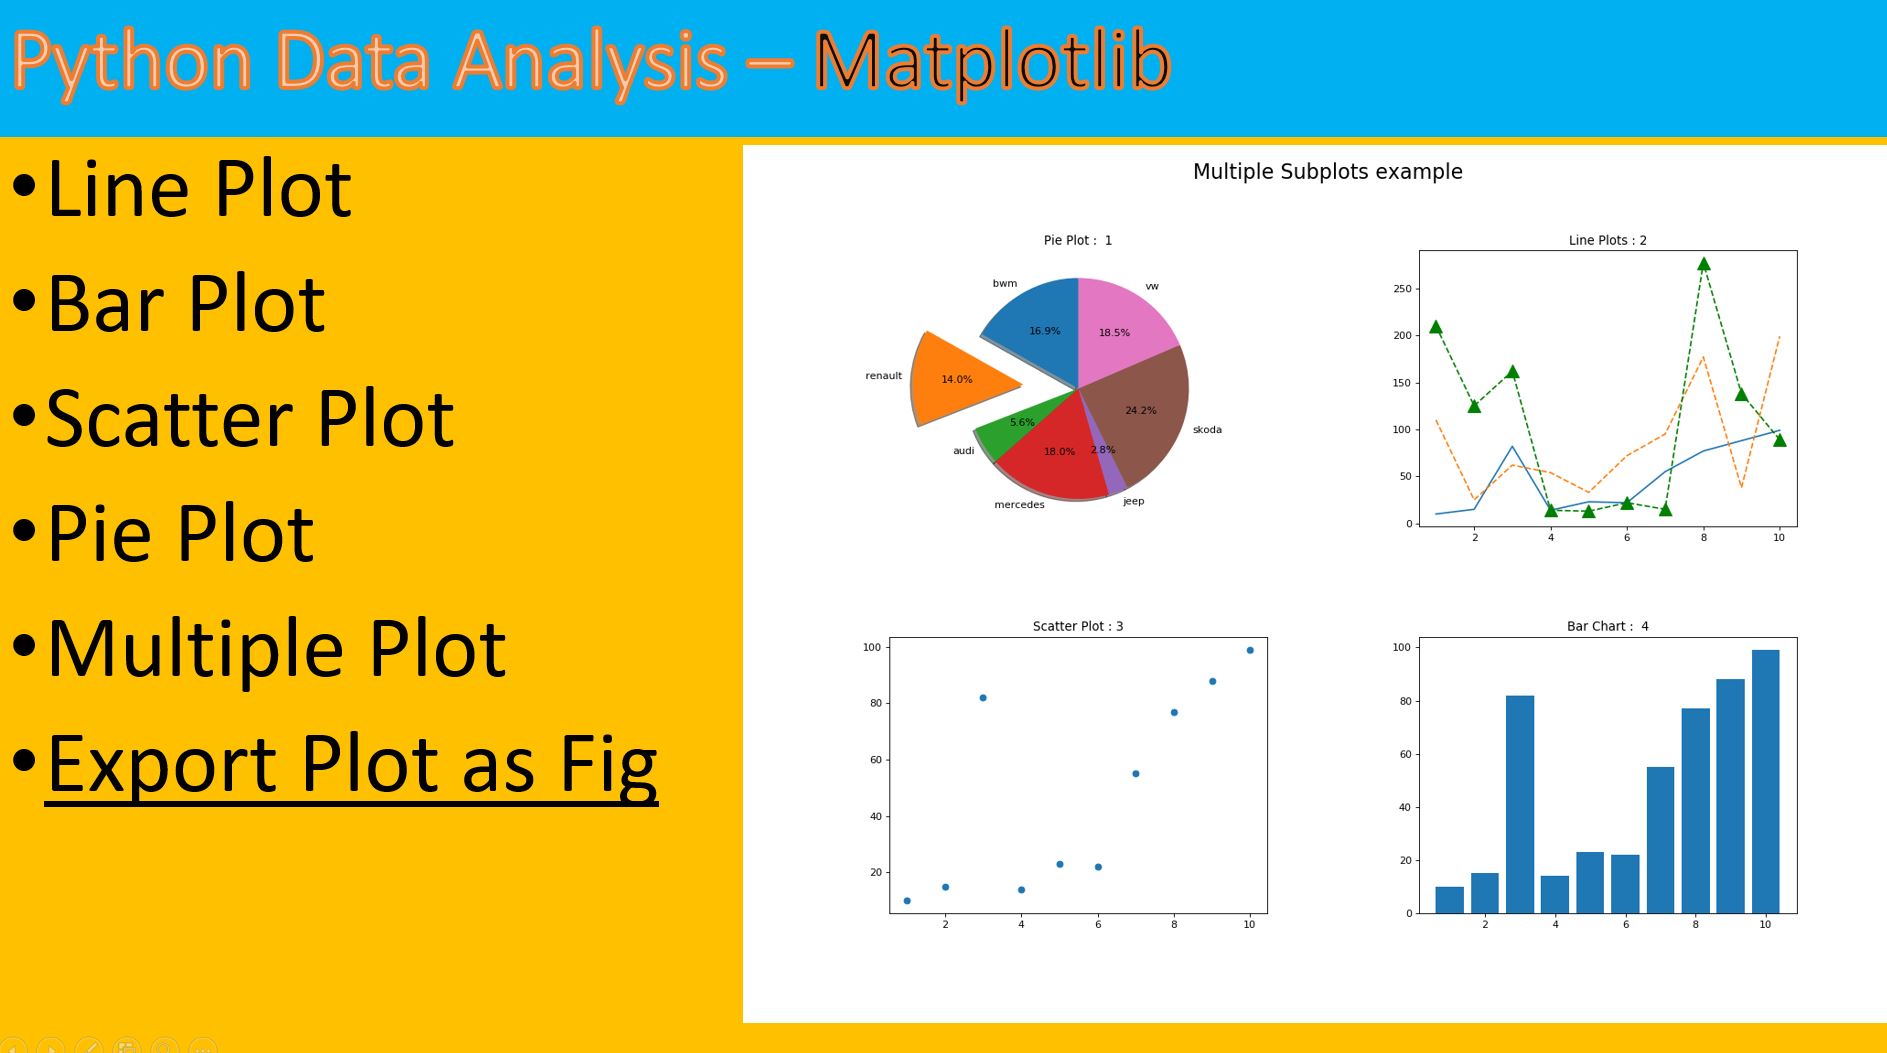 Python Data Analysis – Matplotlib
•Line Plot
•Bar Plot
•Scatter Plot
•Pie Plot
•Multiple Plot
•Export Plot as Fig
Multiple Subplots example
Pie Plot : 1
bwm
vw
16.9%
18.5%
renault
14.0%
24.2%
5.6%
skoda
audi
18.0%
2.8%
mercedes
jeep
Line Plots : 2
250
200
150
100
50
0
2 4 6 8 10
Scatter Plot : 3
100
80
60
40
20
2 4 6 8 10
Bar Chart : 4
100
80
60
40
20
0
2 4 6 8 10